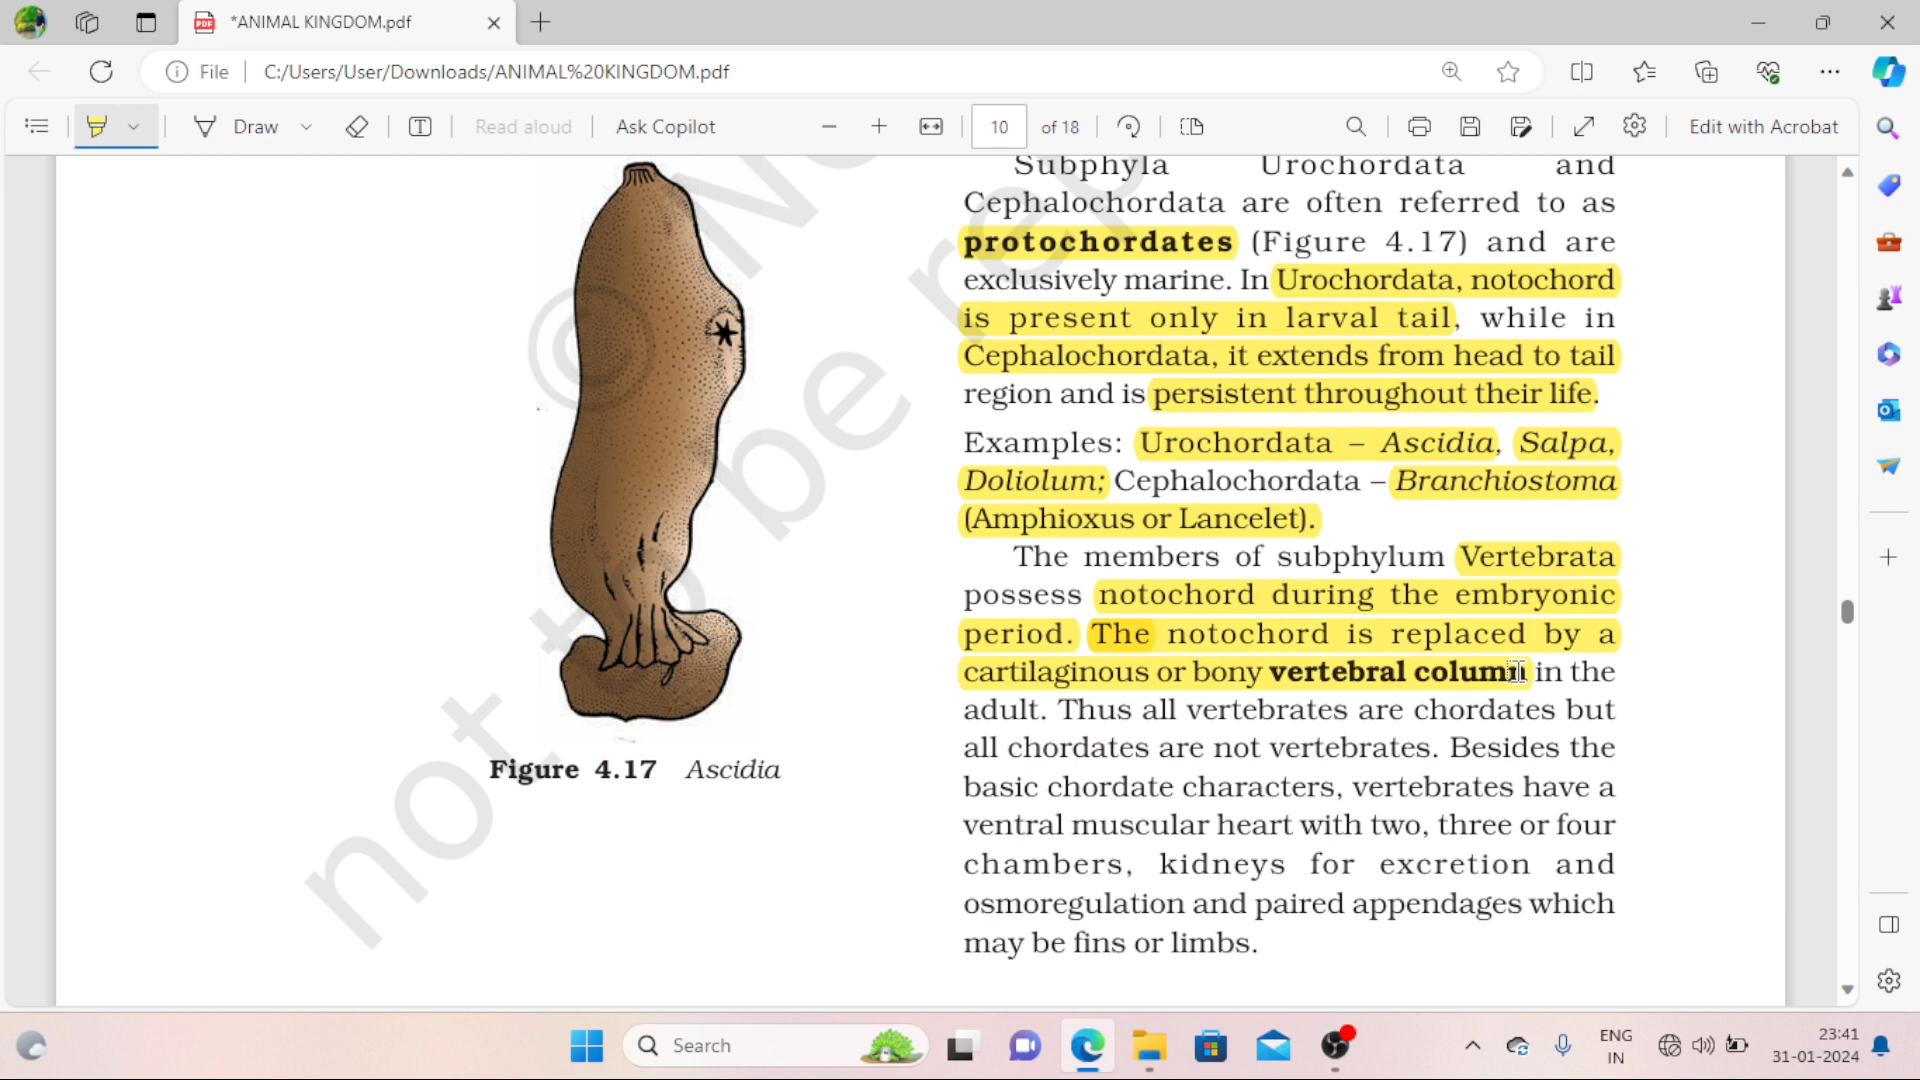 *ANIMAL KINGDOM.pdf
File
C:/Users/User/Downloads/ANIMAL%20KINGDOM.pdf
Draw
Read aloud
Ask Copilot
10
of 18
Edit with Acrobat
Subphyla Urochordata and
Cephalochordata are often referred to as
protochordates (Figure 4.17) and are
exclusively marine. In Urochordata, notochord
is present only in larval tail, while in
Cephalochordata, it extends from head to tail
region and is persistent throughout their life.
Examples: Urochordata – Ascidia, Salpa,
Doliolum; Cephalochordata – Branchiostoma
(Amphioxus or Lancelet).
The members of subphylum Vertebrata
possess notochord during the embryonic
period. The notochord is replaced by a
cartilaginous or bony vertebral column in the
adult. Thus all vertebrates are chordates but
all chordates are not vertebrates. Besides the
basic chordate characters, vertebrates have a
ventral muscular heart with two, three or four
chambers, kidneys for excretion and
osmoregulation and paired appendages which
may be fins or limbs.
Figure 4.17 Ascidia
not be rep
©
Search
ENG
IN
23:41
31-01-2024